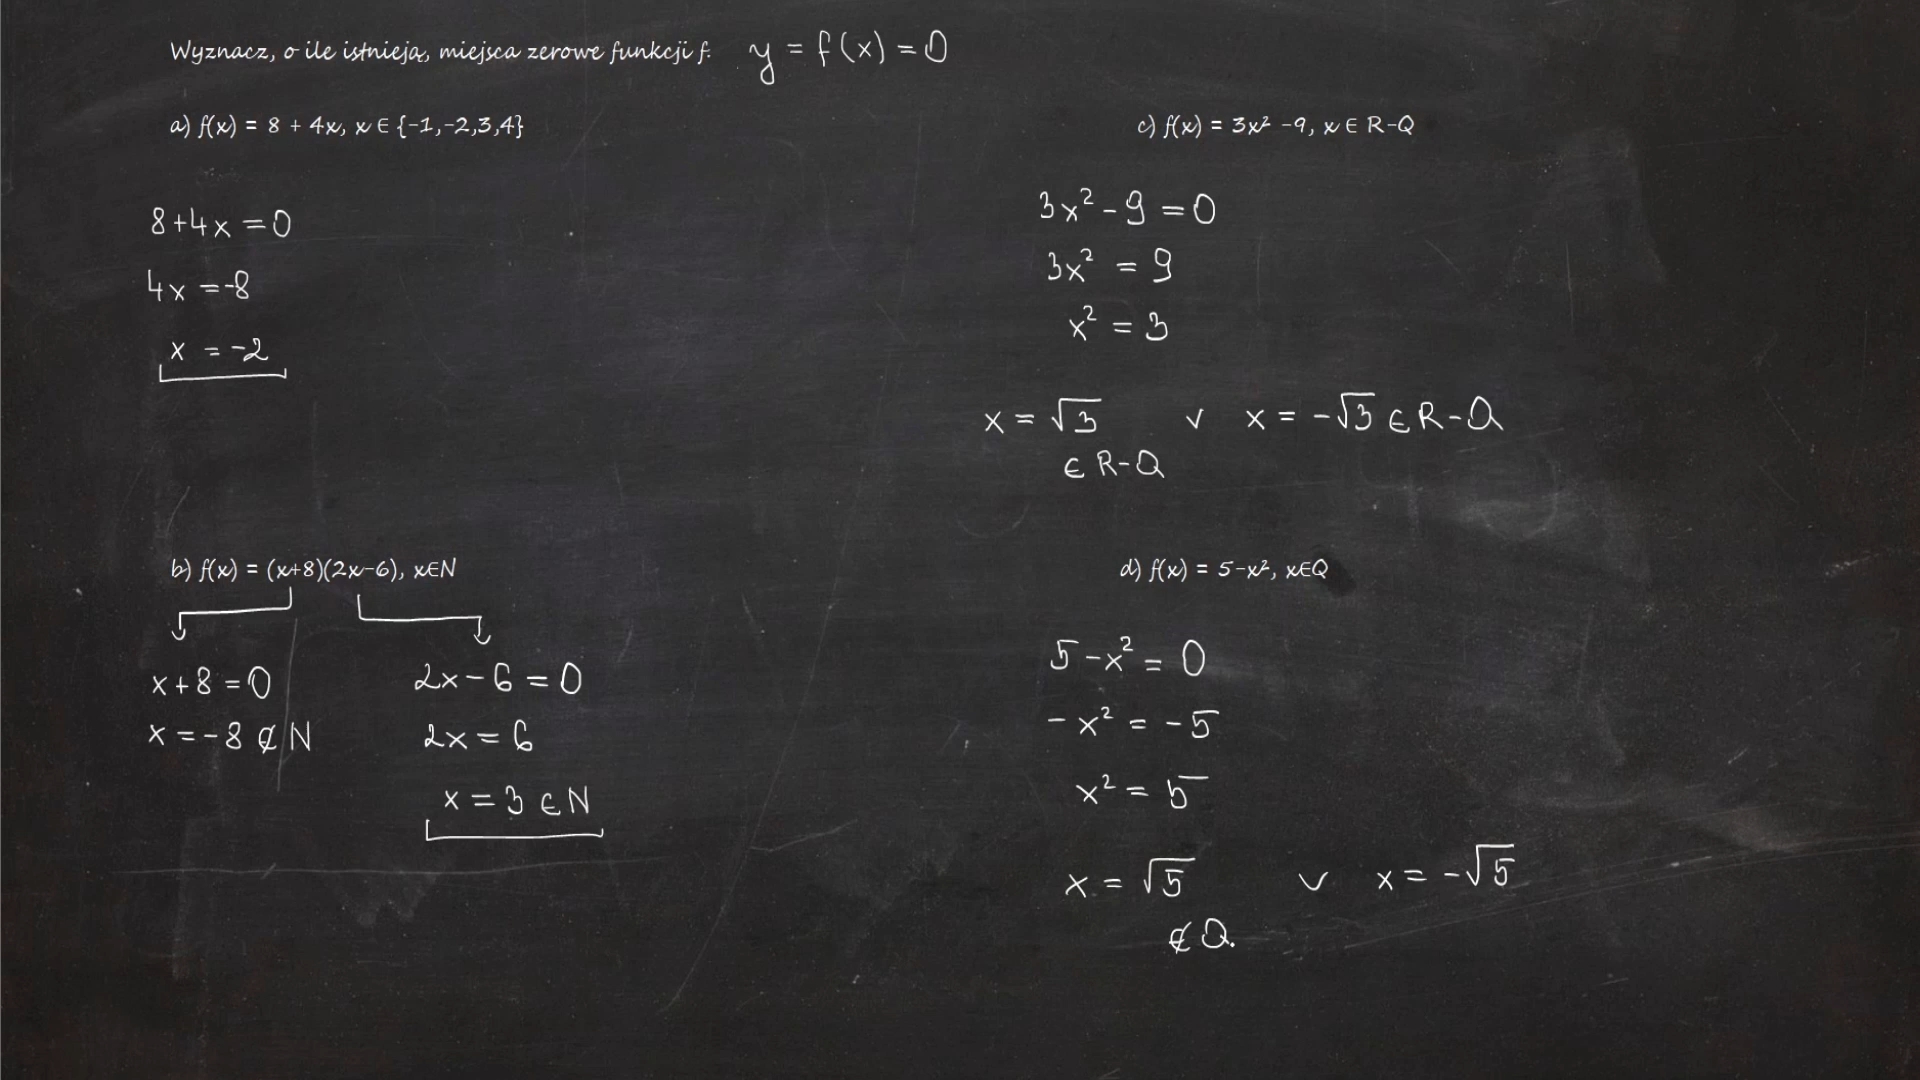 Wyznacz, o ile istnieją, miejsca zerowe funkcji f. y = f(x) = 0
a) f(x) = 8 + 4x, x ∈ {-1,-2,3,4}
8+4x = 0
4x = -8
x = -2
b) f(x) = (x+8)(2x-6), x∈N
x+8 = 0
x = -8 ∉ N
2x-6 = 0
2x = 6
x = 3 ∈ N
c) f(x) = 3x² -9, x ∈ R-Q
3x² - 9 = 0
3x² = 9
x² = 3
x = √3 ∨ x = -√3 ∈ R-Q
∈ R-Q
d) f(x) = 5-x², x∈Q
5-x² = 0
-x² = -5
x² = 5
x = √5 ∨ x = -√5
∉ Q.